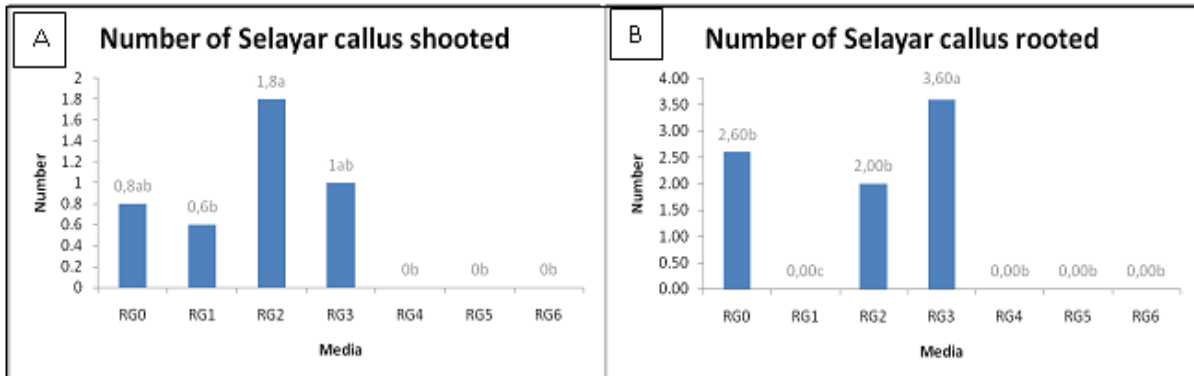 A
Number of Selayar callus shooted
Number
2
1.8
1.6
1.4
1.2
1
0.8
0.6
0.4
0.2
0
0,8ab
0,6b
1,8a
1ab
0b
0b
0b
RG0 RG1 RG2 RG3 RG4 RG5 RG6
Media
B
Number of Selayar callus rooted
Number
4.00
3.50
3.00
2.50
2.00
1.50
1.00
0.50
0.00
2,60b
0,00c
2,00b
3,60a
0,00b
0,00b
0,00b
RG0 RG1 RG2 RG3 RG4 RG5 RG6
Media